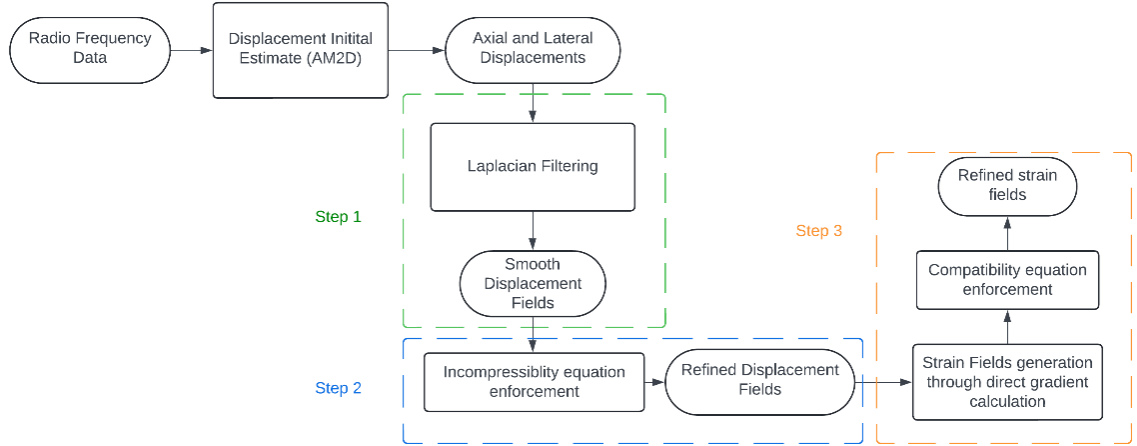 Radio Frequency
Data
Displacement Initital
Estimate (AM2D)
Axial and Lateral
Displacements
Laplacian Filtering
Step 1
Smooth
Displacement
Fields
Step 2
Incompressiblity equation
enforcement
Refined Displacement
Fields
Step 3
Refined strain
fields
Compatibility equation
enforcement
Strain Fields generation
through direct gradient
calculation